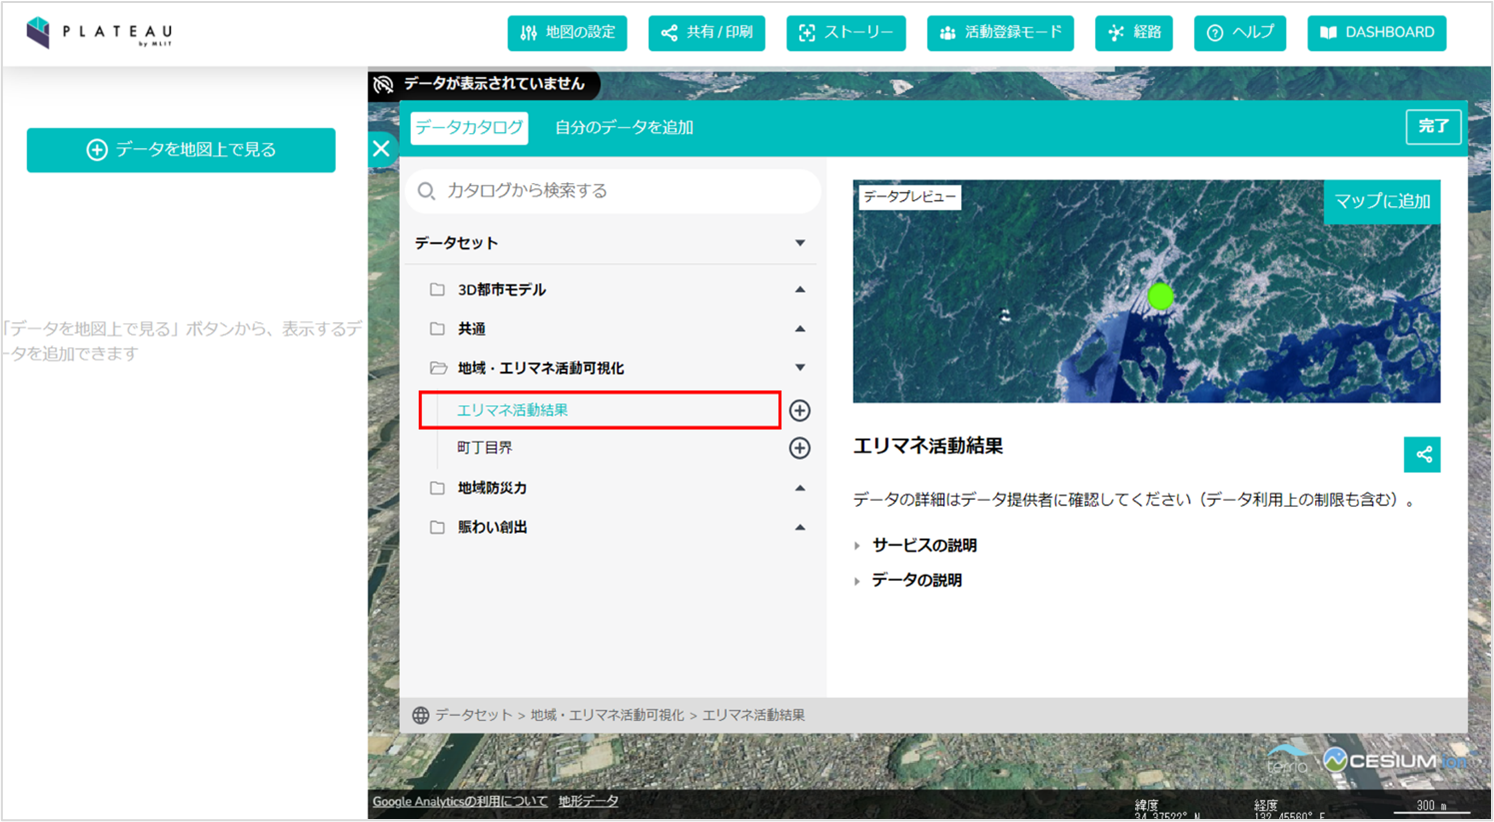 PLATEAU
by MLIT
地図の設定
共有 / 印刷
ストーリー
活動登録モード
経路
ヘルプ
DASHBOARD
データが表示されていません
データを地図上で見る
「データを地図上で見る」ボタンから、表示するデ
ータを追加できます
データカタログ
自分のデータを追加
完了
カタログから検索する
データセット
3D都市モデル
共通
地域・エリマネ活動可視化
エリマネ活動結果
町丁目界
地域防災力
賑わい創出
データプレビュー
マップに追加
エリマネ活動結果
データの詳細はデータ提供者に確認してください（データ利用上の制限も含む）。
サービスの説明
データの説明
データセット > 地域・エリマネ活動可視化 > エリマネ活動結果
terria
CESIUM ion
Google Analyticsの利用について
地形データ
緯度
34.37522° N
経度
132.45560° E
300 m